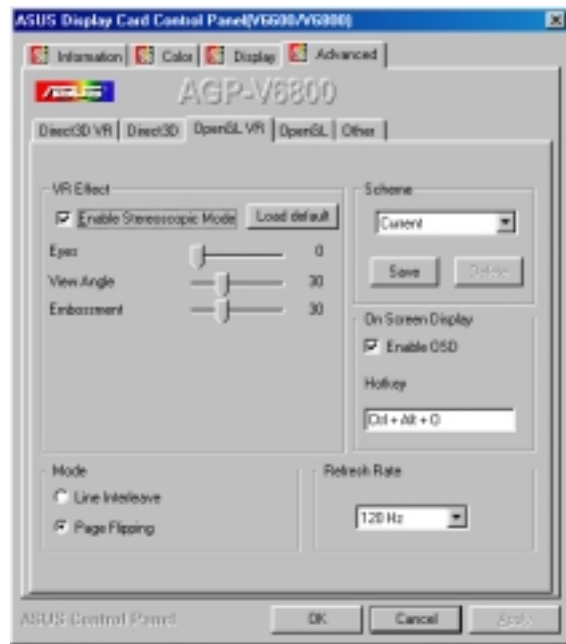 ASUS Display Card Control Panel(V6600/V6800)
Information Color Display Advanced
ASUS AGP-V6800
Direct3D VR Direct3D OpenGL VR OpenGL Other
VR Effect
Enable Stereoscopic Mode Load default
Eyes 0
View Angle 30
Embossment 30
Scheme
Current
Save Delete
On Screen Display
Enable OSD
Hotkey
Ctrl + Alt + O
Mode
Line Interleave
Page Flipping
Refresh Rate
120 Hz
ASUS Control Panel OK Cancel Apply